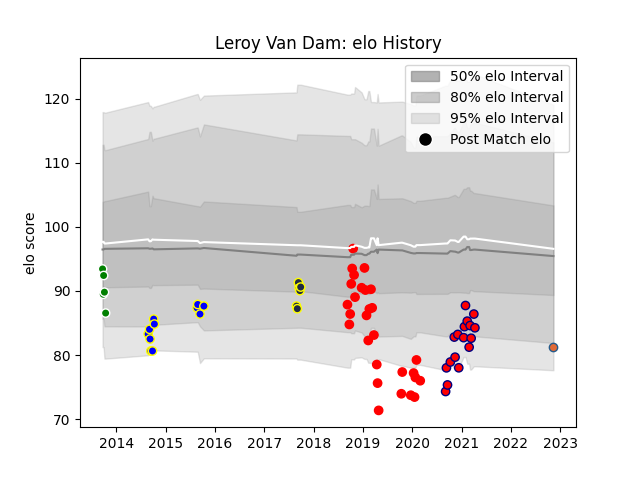 Leroy Van Dam: elo History
50% elo Interval
80% elo Interval
95% elo Interval
Post Match elo
elo score
120
110
100
90
80
70
2014 2015 2016 2017 2018 2019 2020 2021 2022 2023